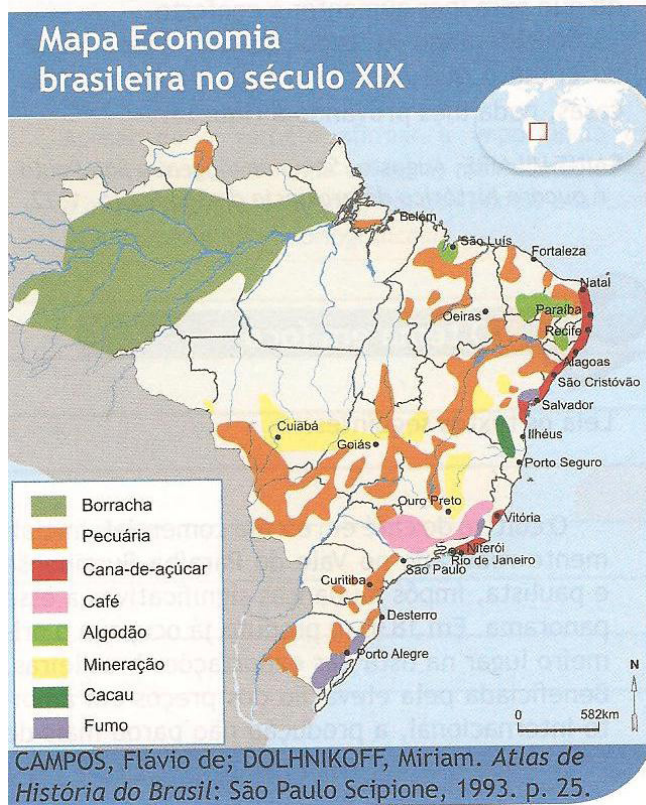 Mapa Economia
brasileira no século XIX
Belém
São Luís
Fortaleza
Natal
Oeiras
Paraíba
Recife
Alagoas
São Cristóvão
Salvador
Cuiabá
Goiás
Ilhéus
Porto Seguro
Ouro Preto
Vitória
Niterói
Rio de Janeiro
São Paulo
Curitiba
Desterro
Porto Alegre
Borracha
Pecuária
Cana-de-açúcar
Café
Algodão
Mineração
Cacau
Fumo
N
0 582km
CAMPOS, Flávio de; DOLHNIKOFF, Miriam. Atlas de
História do Brasil: São Paulo Scipione, 1993. p. 25.